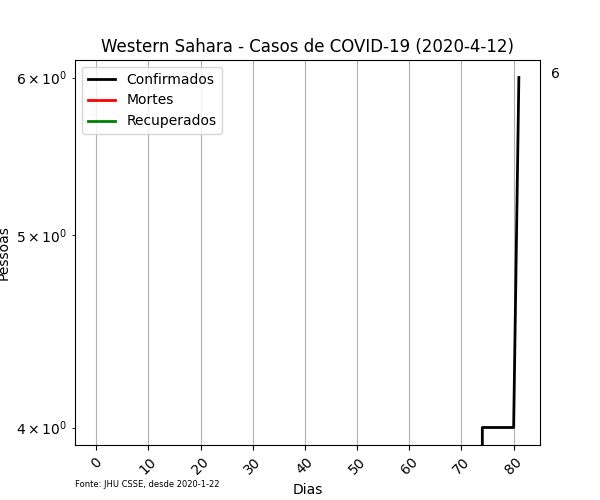 Western Sahara - Casos de COVID-19 (2020-4-12)
Confirmados
Mortes
Recuperados
6
6 × 10⁰
5 × 10⁰
4 × 10⁰
Pessoas
0 10 20 30 40 50 60 70 80
Dias
Fonte: JHU CSSE, desde 2020-1-22